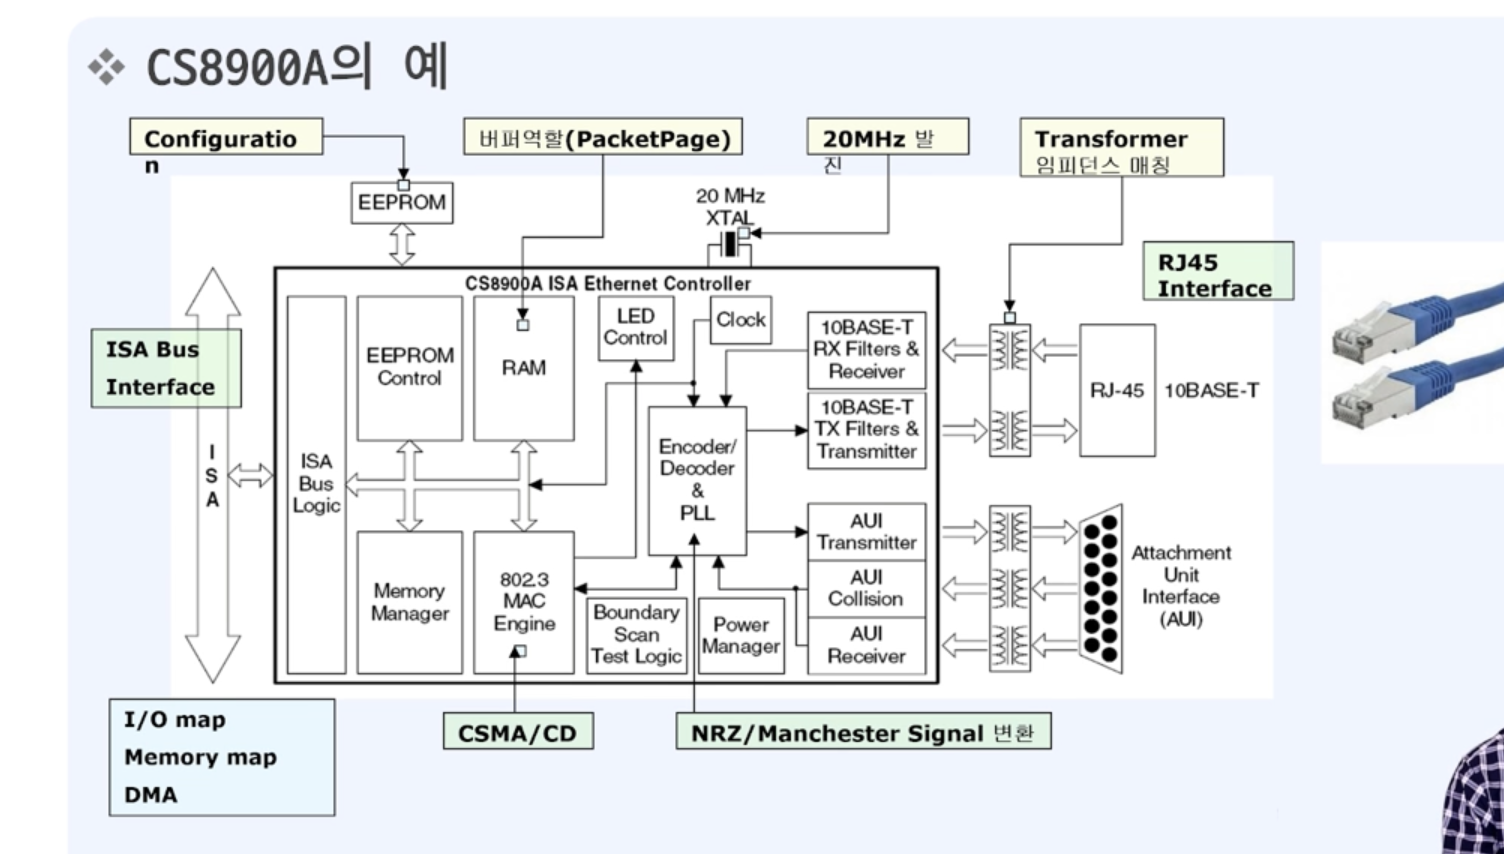 ❖ CS8900A의 예
Configuratio
n
버퍼역할(PacketPage)
20MHz 발
진
Transformer
임피던스 매칭
EEPROM
20 MHz
XTAL
RJ45
Interface
CS8900A ISA Ethernet Controller
ISA Bus
Interface
I
S
A
ISA
Bus
Logic
EEPROM
Control
RAM
LED
Control
Clock
10BASE-T
RX Filters &
Receiver
10BASE-T
TX Filters &
Transmitter
RJ-45
10BASE-T
Encoder/
Decoder
&
PLL
Memory
Manager
802.3
MAC
Engine
Boundary
Scan
Test Logic
Power
Manager
AUI
Transmitter
AUI
Collision
AUI
Receiver
Attachment
Unit
Interface
(AUI)
I/O map
Memory map
DMA
CSMA/CD
NRZ/Manchester Signal 변환